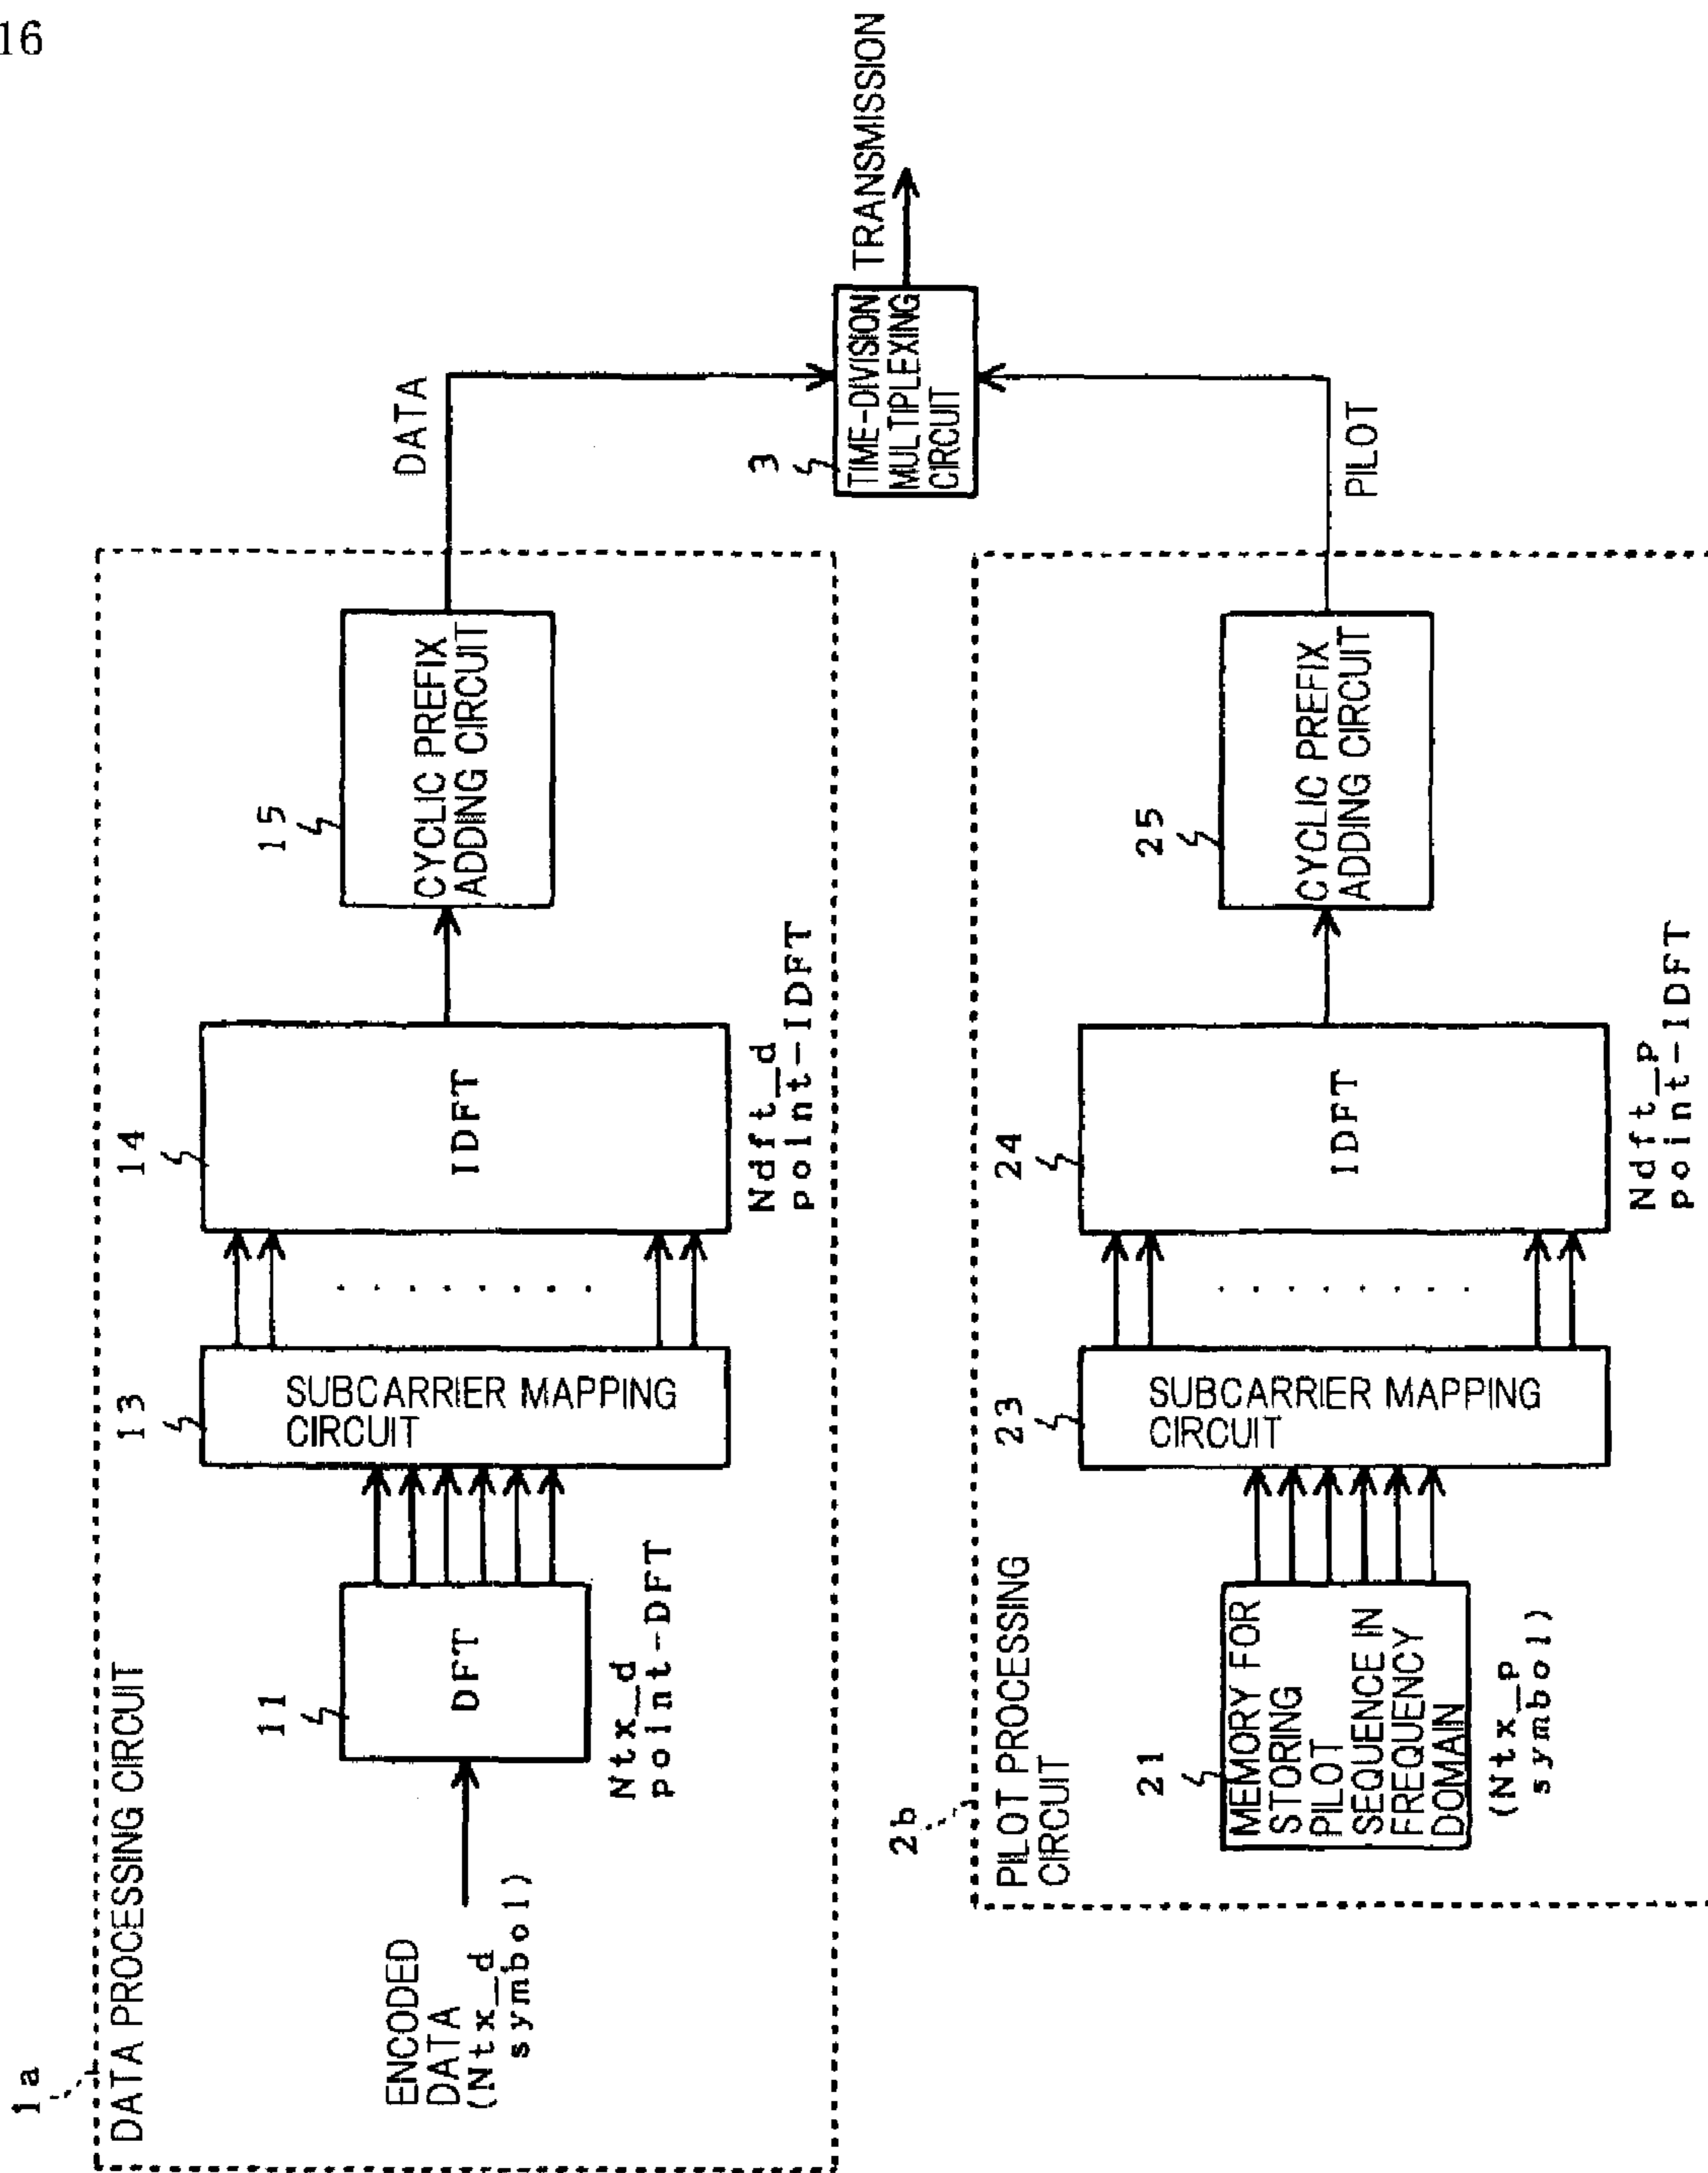 16
1a
DATA PROCESSING CIRCUIT
ENCODED
DATA
(Ntx_d
symbol)
11
DFT
Ntx_d
point-DFT
13
SUBCARRIER MAPPING
CIRCUIT
14
IDFT
Ndft_d
point-IDFT
15
CYCLIC PREFIX
ADDING CIRCUIT
DATA
3
TIME-DIVISION
MULTIPLEXING
CIRCUIT
TRANSMISSION
2b
PILOT PROCESSING
CIRCUIT
21
MEMORY FOR
STORING
PILOT
SEQUENCE IN
FREQUENCY
DOMAIN
(Ntx_p
symbol)
23
SUBCARRIER MAPPING
CIRCUIT
24
IDFT
Ndft_p
point-IDFT
25
CYCLIC PREFIX
ADDING CIRCUIT
PILOT